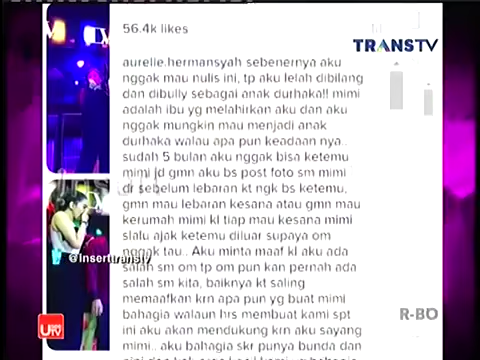 56.4k likes
TRANSTV
aurelie.hermansyah sebenernya aku
nggak mau nulis ini, tp aku lelah dibilang
dan dibully sebagai anak durhaka!! mimi
adalah ibu yg melahirkan aku dan aku
nggak mungkin mau menjadi anak
durhaka walau apa pun keadaan nya..
sudah 5 bulan aku nggak bisa ketemu
mimi jd gmn aku bs post foto sm mimi
dr sebelum lebaran kt ngk bs ketemu,
gmn mau lebaran kesana atau gmn mau
kerumah mimi kl tiap mau kesana mimi
slalu ajak ketemu diluar supaya om
nggak tau.. Aku minta maaf kl aku ada
@Inserttranstv
salah sm om tp om pun kan pernah ada
salah sm kita, baiknya kt saling
memaafkan krn apa pun yg buat mimi
bahagia walaun hrs membuat kami spt
ini aku akan mendukung krn aku sayang
R-BO
mimi... aku bahagia skr punya bunda dan